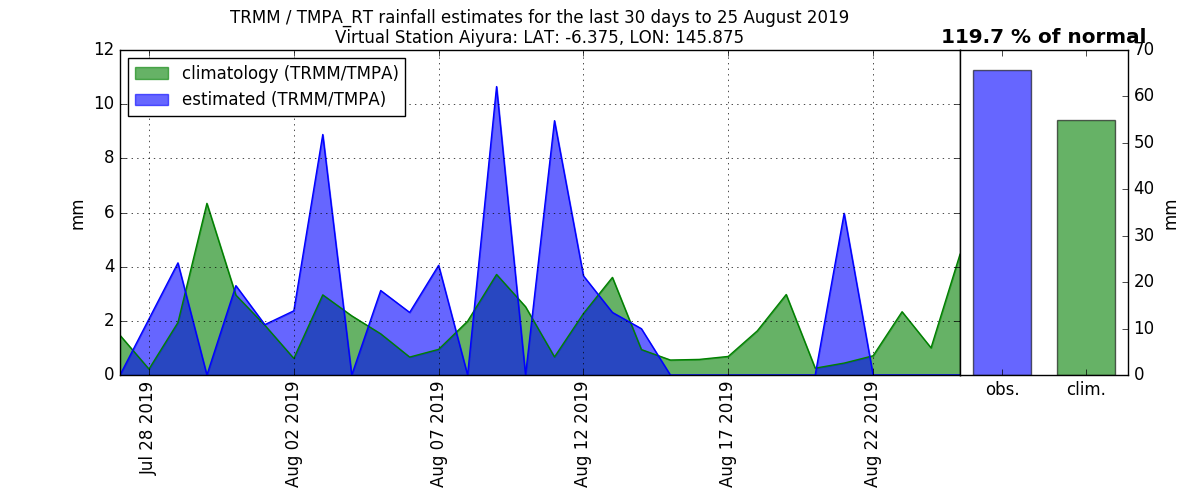 TRMM / TMPA_RT rainfall estimates for the last 30 days to 25 August 2019
Virtual Station Aiyura: LAT: -6.375, LON: 145.875
119.7 % of normal
climatology (TRMM/TMPA)
estimated (TRMM/TMPA)
12
10
8
6
4
2
0
mm
Jul 28 2019
Aug 02 2019
Aug 07 2019
Aug 12 2019
Aug 17 2019
Aug 22 2019
70
60
50
40
30
20
10
0
mm
obs.
clim.